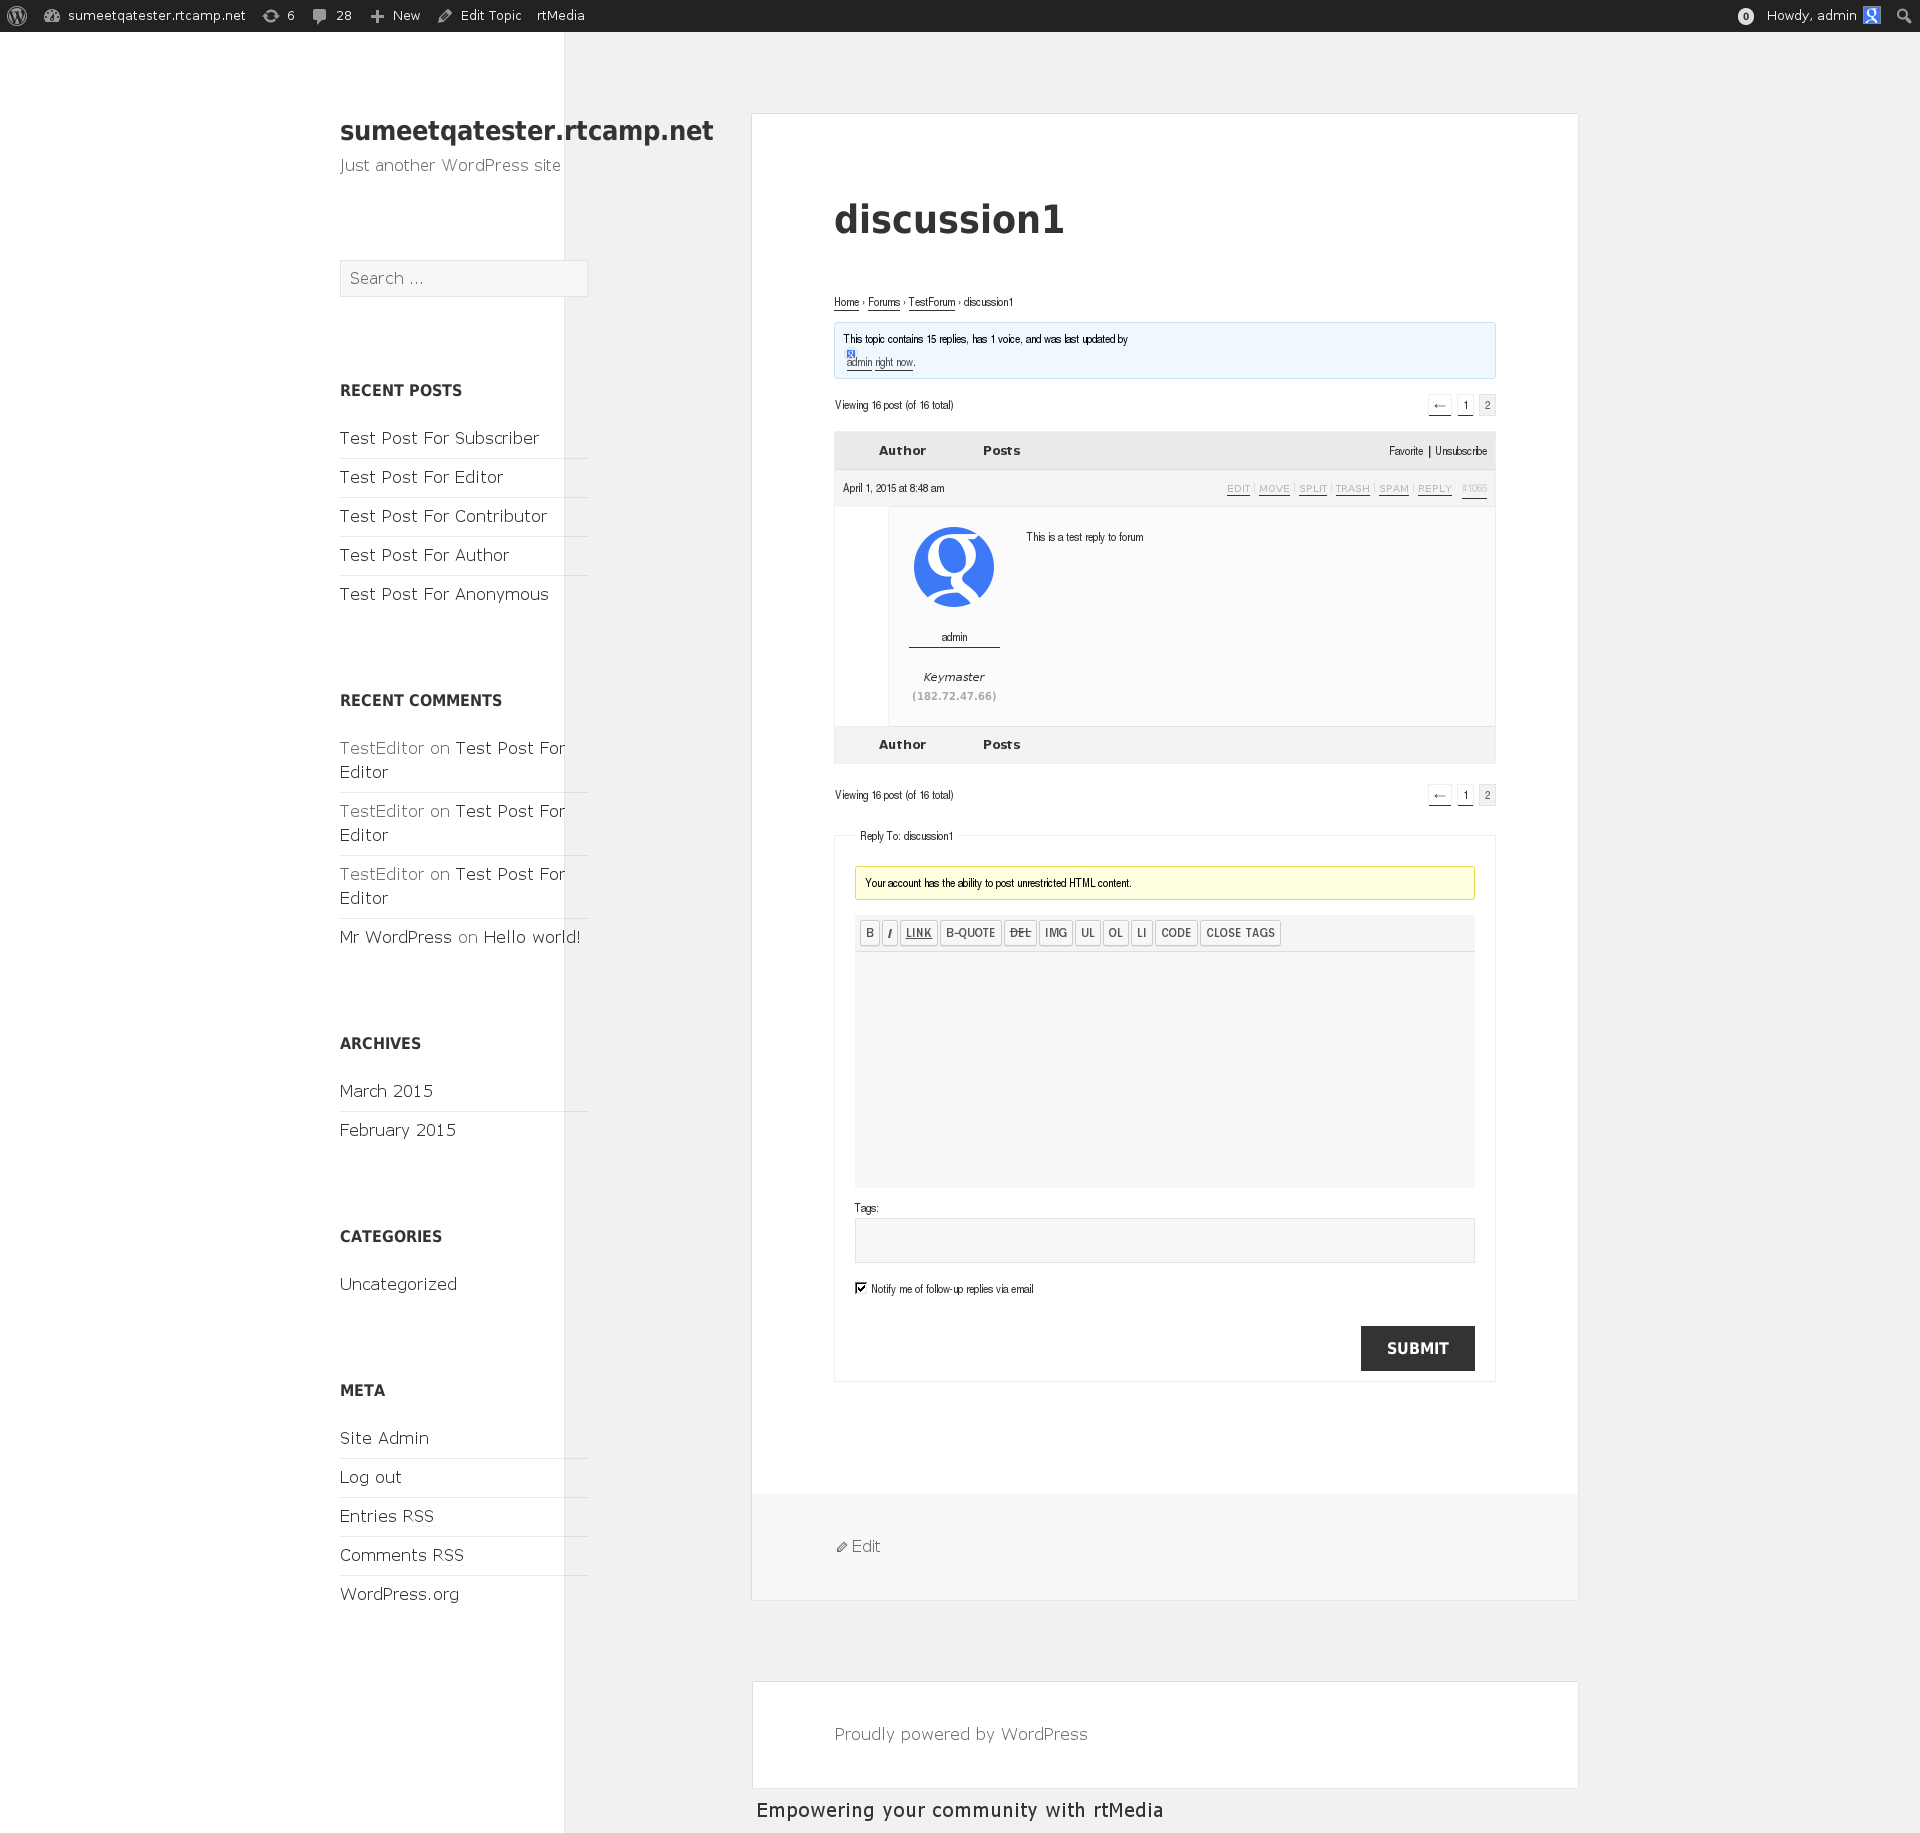 sumeetqatester.rtcamp.net 6 28 New Edit Topic rtMedia 0 Howdy, admin
sumeetqatester.rtcamp.net
Just another WordPress site
Search ...
RECENT POSTS
Test Post For Subscriber
Test Post For Editor
Test Post For Contributor
Test Post For Author
Test Post For Anonymous
RECENT COMMENTS
TestEditor on Test Post For
Editor
TestEditor on Test Post For
Editor
TestEditor on Test Post For
Editor
Mr WordPress on Hello world!
ARCHIVES
March 2015
February 2015
CATEGORIES
Uncategorized
META
Site Admin
Log out
Entries RSS
Comments RSS
WordPress.org
discussion1
Home › Forums › TestForum › discussion1
This topic contains 15 replies, has 1 voice, and was last updated by
admin right now.
Viewing 16 post (of 16 total) ← 1 2
Author Posts Favorite | Unsubscribe
April 1, 2015 at 8:48 am EDIT | MOVE | SPLIT | TRASH | SPAM | REPLY #1065
This is a test reply to forum
admin
Keymaster
(182.72.47.66)
Author Posts
Viewing 16 post (of 16 total) ← 1 2
Reply To: discussion1
Your account has the ability to post unrestricted HTML content.
B I LINK B-QUOTE DEL IMG UL OL LI CODE CLOSE TAGS
Tags:
Notify me of follow-up replies via email
SUBMIT
Edit
Proudly powered by WordPress
Empowering your community with rtMedia